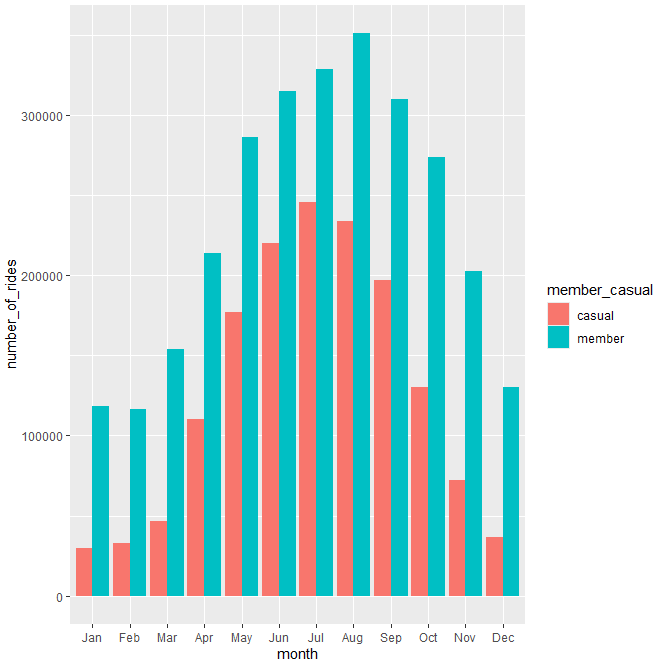 number_of_rides
300000
200000
100000
0
Jan Feb Mar Apr May Jun Jul Aug Sep Oct Nov Dec
month
member_casual
casual
member